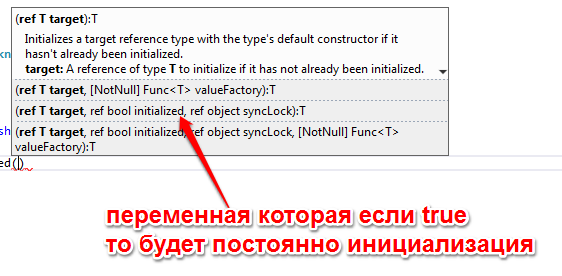 (ref T target):T
Initializes a target reference type with the type's default constructor if it
hasn't already been initialized.
target: A reference of type T to initialize if it has not already been initialized.
(ref T target, [NotNull] Func<T> valueFactory):T
(ref T target, ref bool initialized, ref object syncLock):T
(ref T target, ref bool initialized, ref object syncLock, [NotNull] Func<T>
valueFactory):T
ed()
переменная которая если true
то будет постоянно инициализация